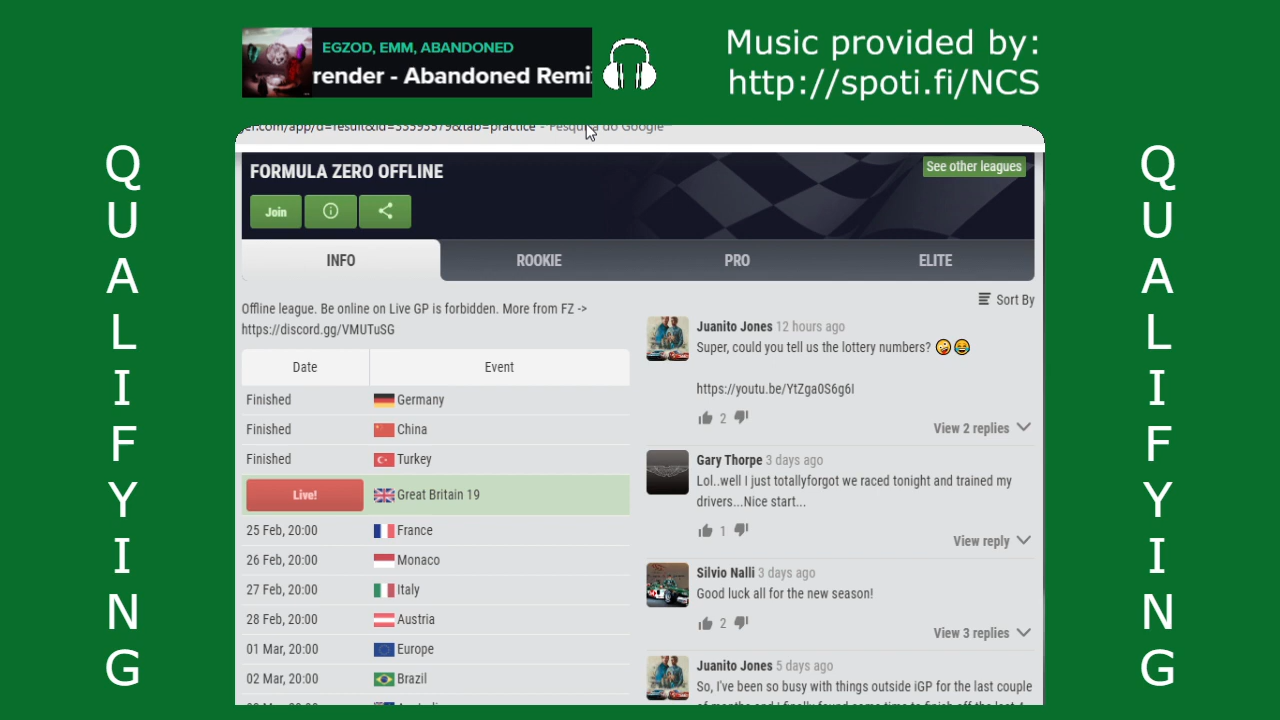 EGZOD, EMM, ABANDONED
render - Abandoned Remi
Music provided by:
http://spoti.fi/NCS
QUALIFYING
QUALIFYING
- Pesquisa do Google
FORMULA ZERO OFFLINE
See other leagues
Join
INFO
ROOKIE
PRO
ELITE
Offline league. Be online on Live GP is forbidden. More from FZ ->
https://discord.gg/VMUTuSG
Sort By
Date Event
Finished Germany
Finished China
Finished Turkey
Live! Great Britain 19
25 Feb, 20:00 France
26 Feb, 20:00 Monaco
27 Feb, 20:00 Italy
28 Feb, 20:00 Austria
01 Mar, 20:00 Europe
02 Mar, 20:00 Brazil
Juanito Jones 12 hours ago
Super, could you tell us the lottery numbers? 🤪😂
https://youtu.be/YtZga0S6g6I
2
View 2 replies
Gary Thorpe 3 days ago
Lol..well I just totallyforgot we raced tonight and trained my
drivers...Nice start...
1
View reply
Silvio Nalli 3 days ago
Good luck all for the new season!
2
View 3 replies
Juanito Jones 5 days ago
So, I've been so busy with things outside iGP for the last couple